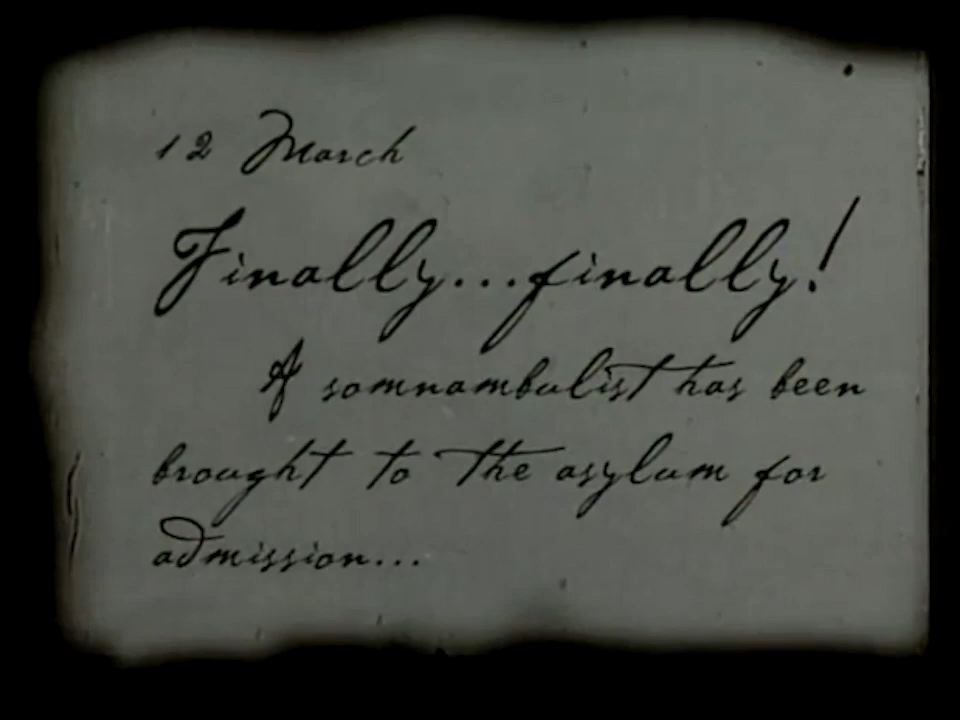 12 March
Finally...finally!
A somnambulist has been
brought to the asylum for
admission...